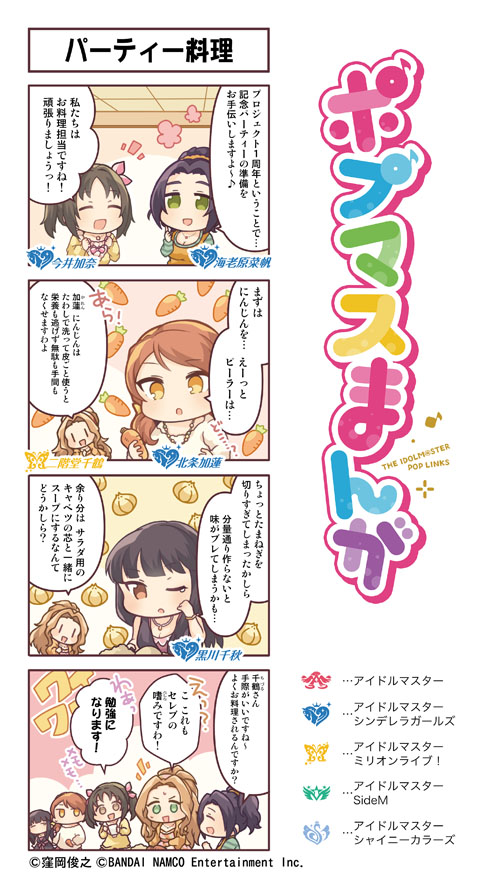 パーティー料理
プロジェクト1周年ということで…
記念パーティーの準備を
お手伝いしますよ~♪
私たちは
お料理担当ですね!
頑張りましょうっ!
今井加奈
海老原菜帆
まずは
にんじんを…えーっと
ピーラーは…
あら!
加蓮 にんじんは
たわしで洗って皮ごと使うと
栄養も逃げず無駄も手間も
なくせますわよ
二階堂千鶴
北条加蓮
ちょっとたまねぎを
切りすぎてしまったかしら
分量通り作らないと
味がブレてしまうかも…
余り分は サラダ用の
キャベツの芯と一緒に
スープにするなんて
どうかしら?
黒川千秋
千鶴さん
ちづる
手際がいいですね~
よくお料理されるんですか?
えっ…
こ これも
セレブの
嗜みですわ!
たしな
わぁっ
勉強に
なります!
ワイワイ
メモメモ…
ポプマスまんが
THE IDOLM@STER
POP LINKS
…アイドルマスター
…アイドルマスター
シンデレラガールズ
…アイドルマスター
ミリオンライブ!
…アイドルマスター
SideM
…アイドルマスター
シャイニーカラーズ
©窪岡俊之 ©BANDAI NAMCO Entertainment Inc.